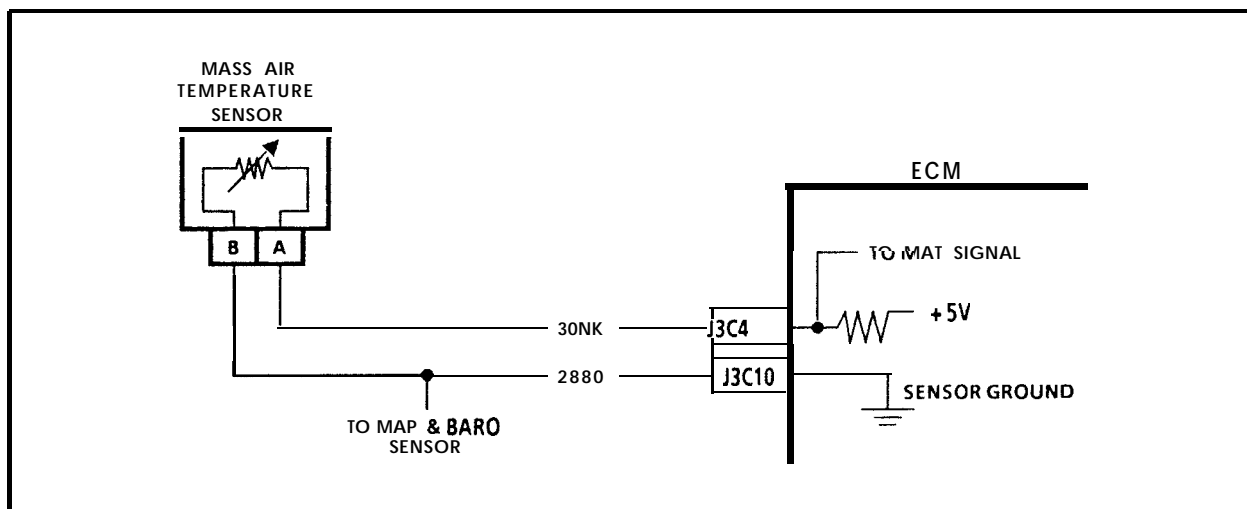 MASS AIR
TEMPERATURE
SENSOR
ECM
B A
TO MAT SIGNAL
+5V
30NK
J3C4
2880
J3C10
SENSOR GROUND
TO MAP & BARO
SENSOR